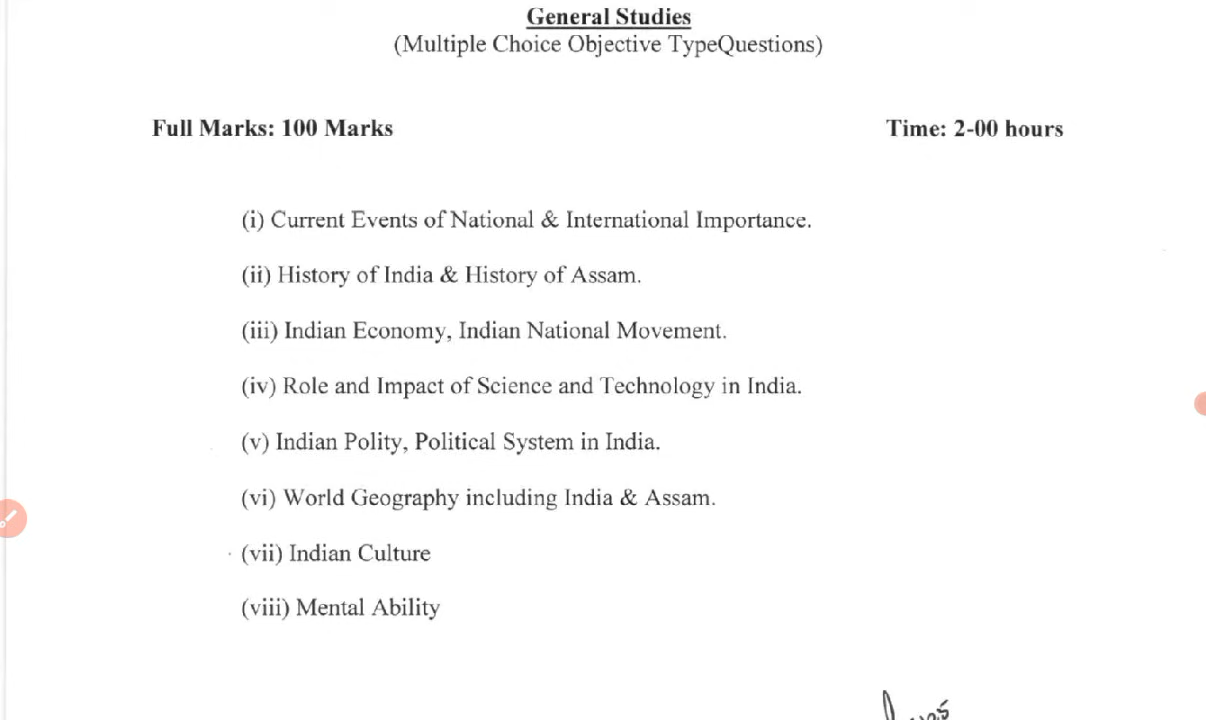 General Studies
(Multiple Choice Objective TypeQuestions)
Full Marks: 100 Marks Time: 2-00 hours
(i) Current Events of National & International Importance.
(ii) History of India & History of Assam.
(iii) Indian Economy, Indian National Movement.
(iv) Role and Impact of Science and Technology in India.
(v) Indian Polity, Political System in India.
(vi) World Geography including India & Assam.
(vii) Indian Culture
(viii) Mental Ability